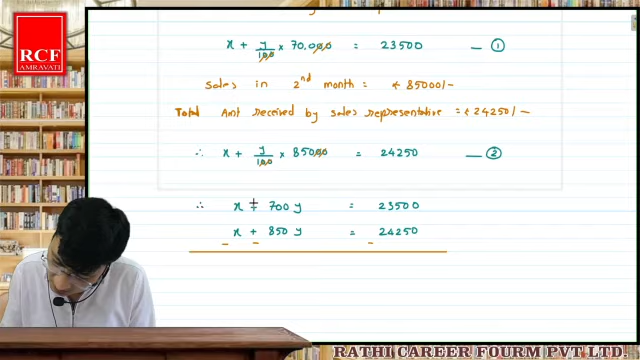 RCF
AMRAVATI
x + y/100 × 70,000 = 23500 — ①
sales in 2nd month = ₹ 85000/-
Total Amt received by sales representative = ₹ 24250/-
∴ x + y/100 × 85000 = 24250 — ②
∴ x + 700 y = 23500
x + 850 y = 24250
- - -
RATHI CAREER FOURM PVT LTD.